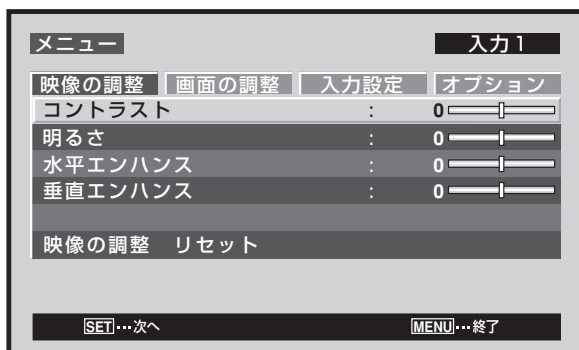 メニュー 入力1
映像の調整 画面の調整 入力設定 オプション
コントラスト : 0
明るさ : 0
水平エンハンス : 0
垂直エンハンス : 0
映像の調整 リセット
SET…次へ MENU…終了